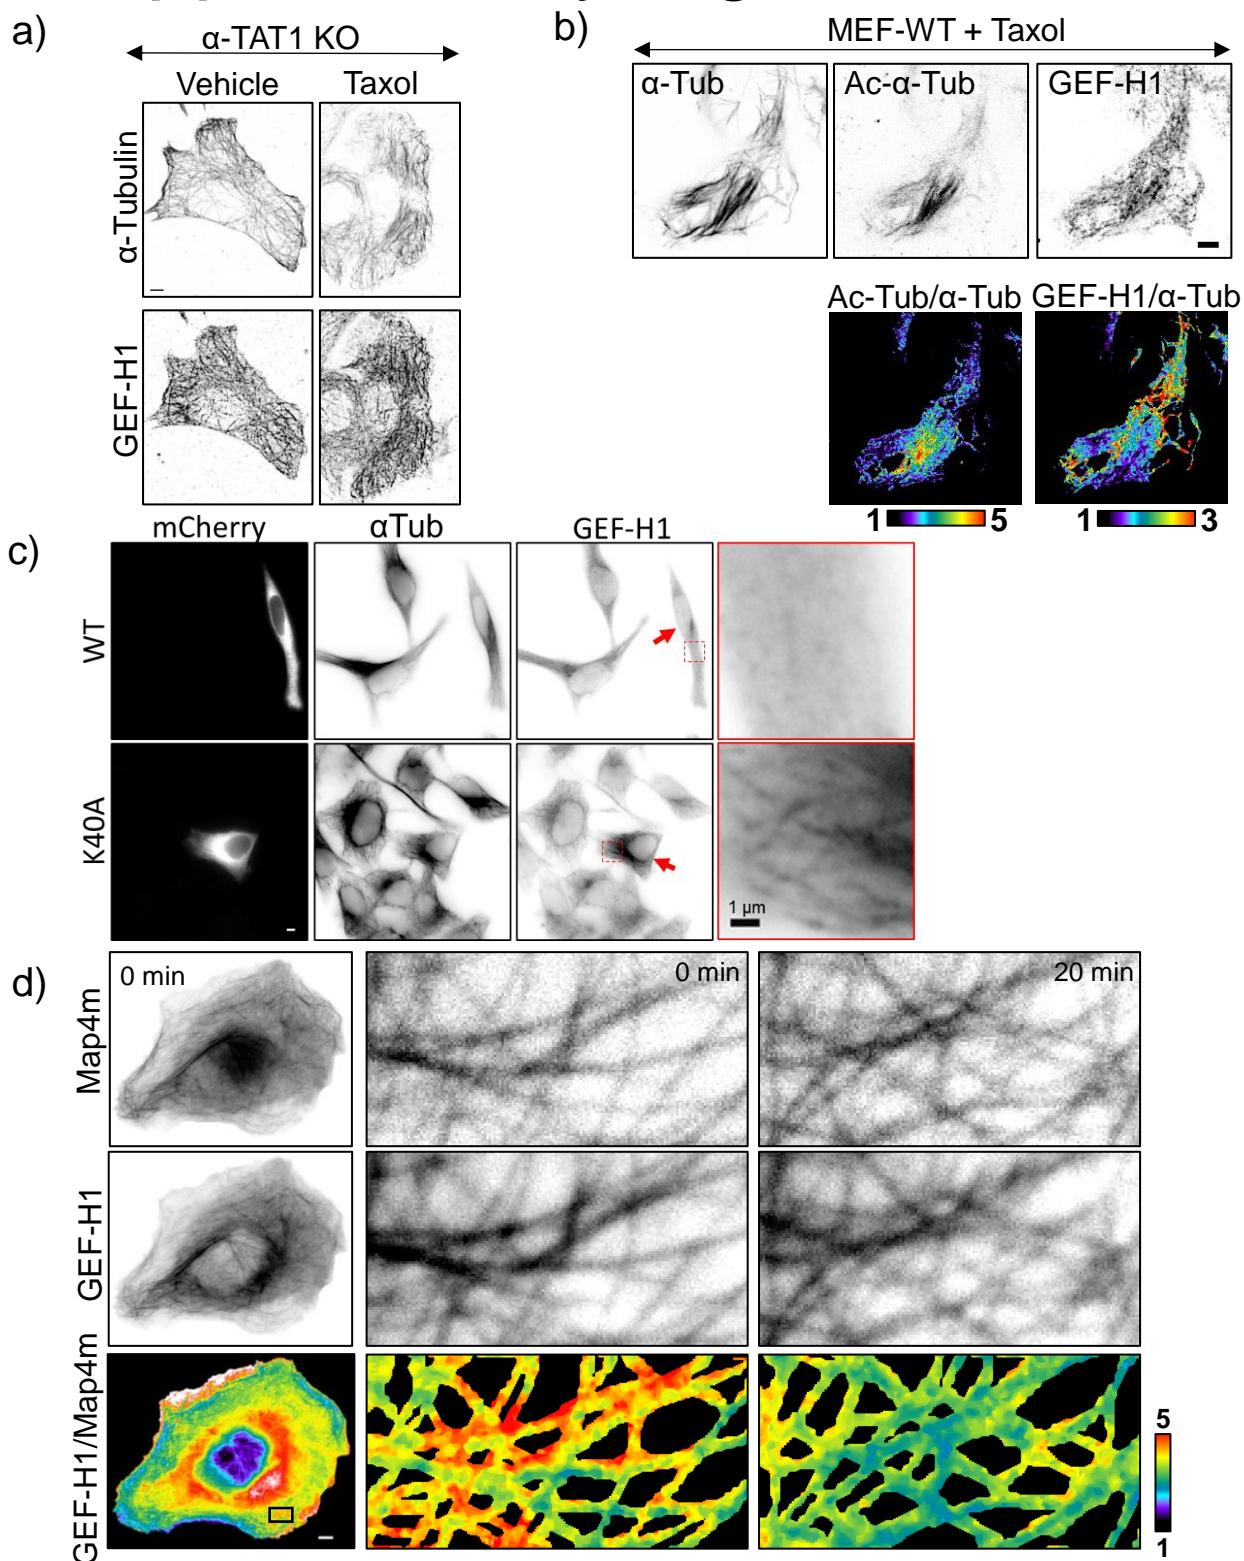 a)
α-TAT1 KO
Vehicle
Taxol
α-Tubulin
GEF-H1
b)
MEF-WT + Taxol
α-Tub
Ac-α-Tub
GEF-H1
Ac-Tub/α-Tub
GEF-H1/α-Tub
1
5
1
3
c)
mCherry
αTub
GEF-H1
WT
K40A
1 µm
d)
0 min
0 min
20 min
Map4m
GEF-H1
GEF-H1/Map4m
5
1